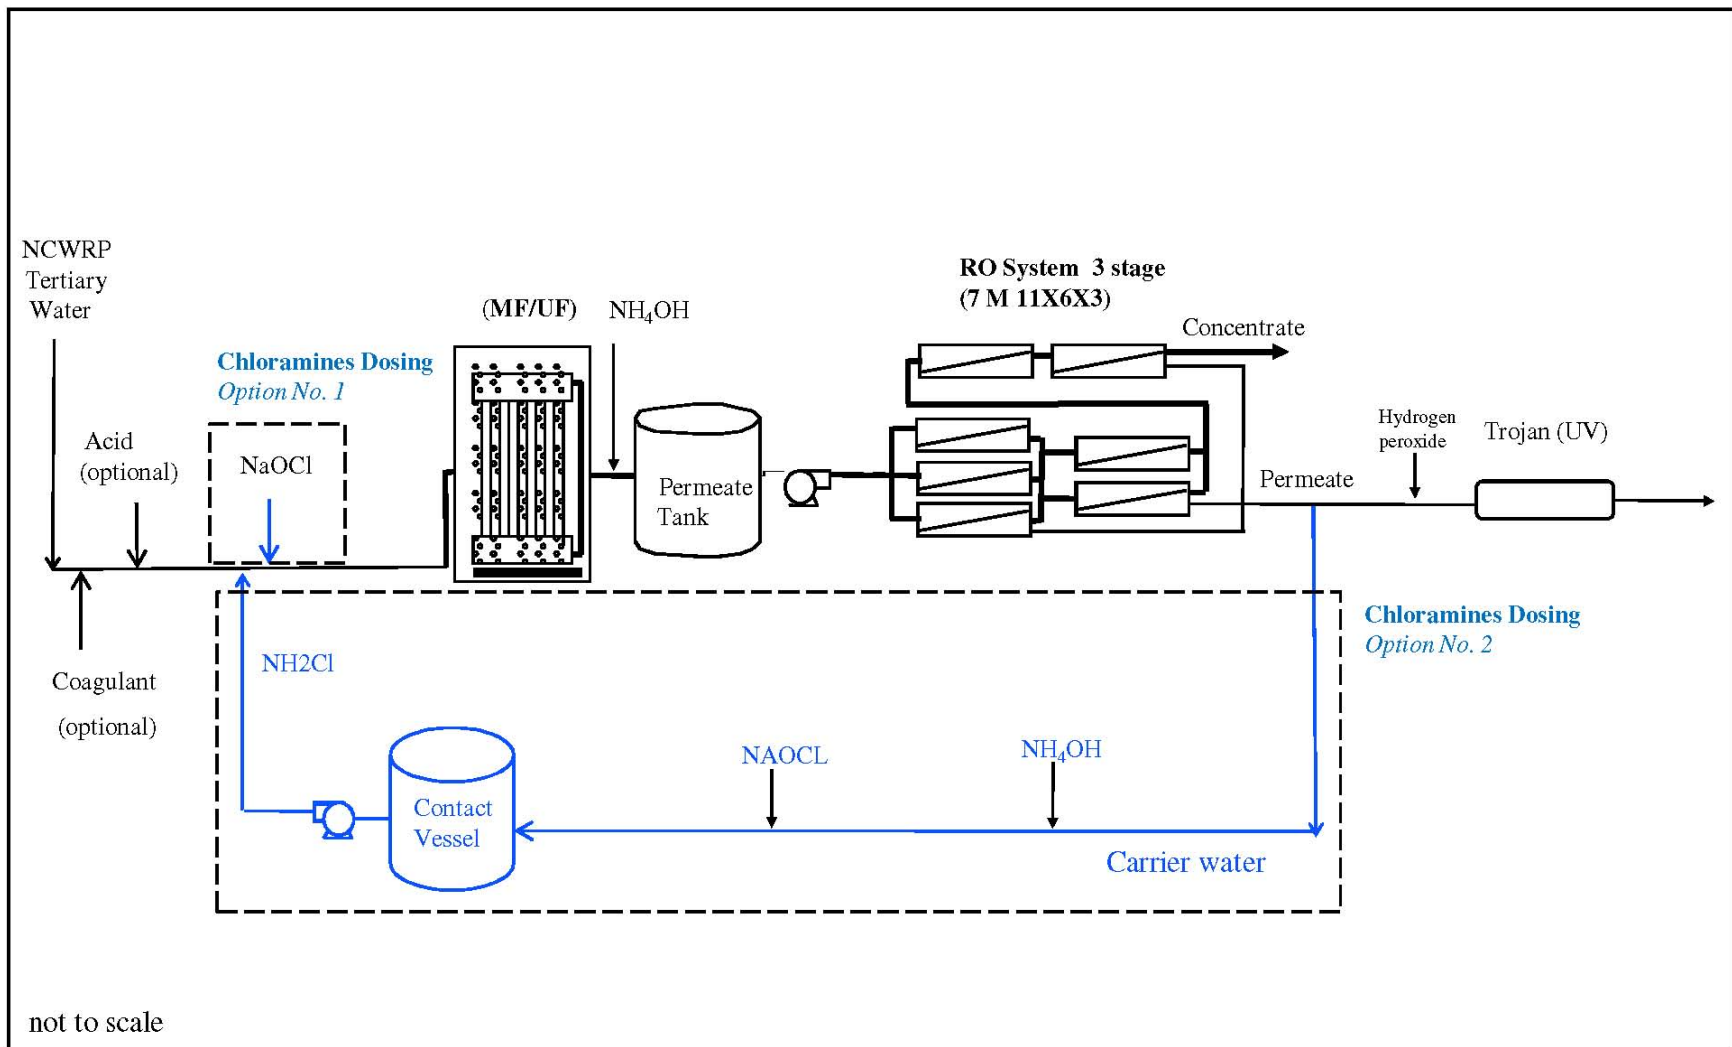 NCWRP
Tertiary
Water
Chloramines Dosing
Option No. 1
Acid
(optional)
NaOCl
Coagulant
(optional)
(MF/UF)
NH₄OH
Permeate
Tank
RO System 3 stage
(7 M 11X6X3)
Concentrate
Permeate
Hydrogen
peroxide
Trojan (UV)
Chloramines Dosing
Option No. 2
NH2Cl
Contact
Vessel
NAOCL
NH₄OH
Carrier water
not to scale